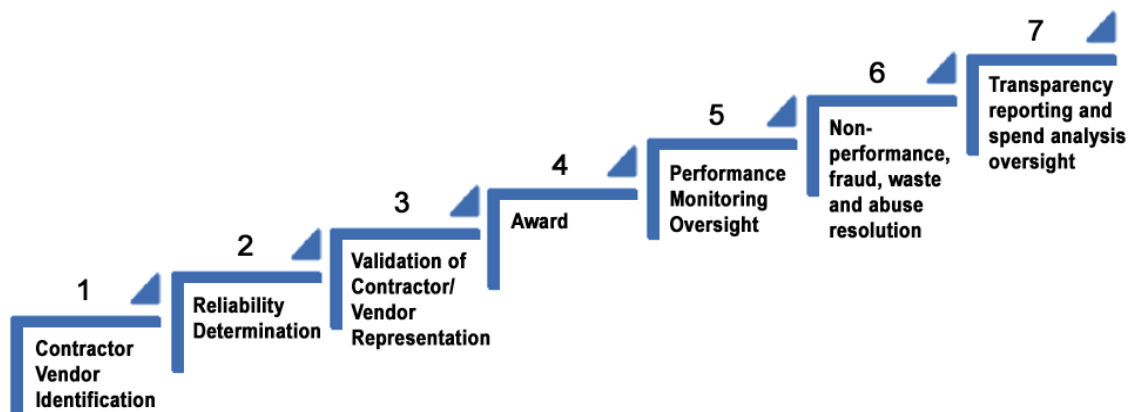 1
Contractor
Vendor
Identification
2
Reliability
Determination
3
Validation of
Contractor/
Vendor
Representation
4
Award
5
Performance
Monitoring
Oversight
6
Non-
performance,
fraud, waste
and abuse
resolution
7
Transparency
reporting and
spend analysis
oversight